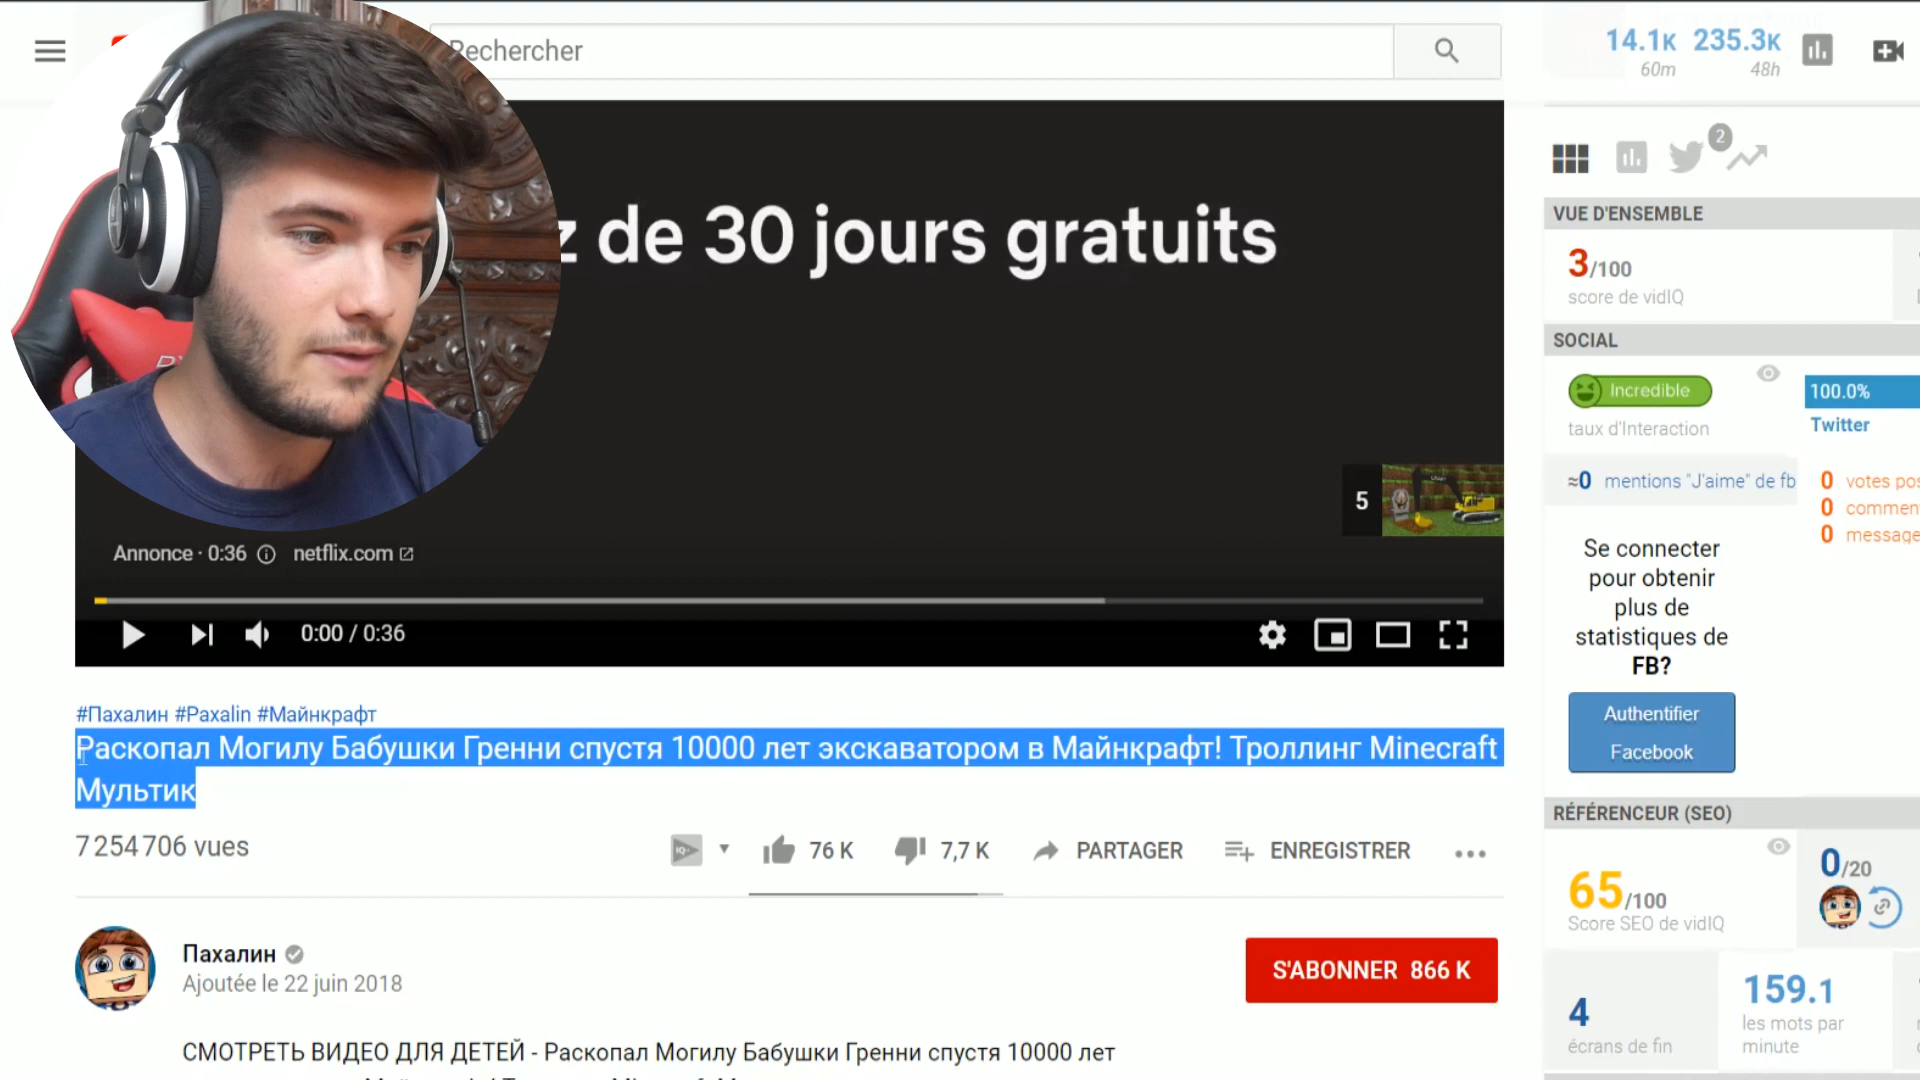 Rechercher
14.1K 235.3K
60m 48h
z de 30 jours gratuits
2
VUE D'ENSEMBLE
3/100
score de vidIQ
SOCIAL
Incredible
100.0%
taux d'Interaction
Twitter
≈0 mentions "J'aime" de fb
0 votes pos
0 commen
0 message
Se connecter
pour obtenir
plus de
statistiques de
FB?
Authentifier
Facebook
5
Annonce · 0:36 netflix.com
0:00 / 0:36
#Пахалин #Paxalin #Майнкрафт
Раскопал Могилу Бабушки Гренни спустя 10000 лет экскаватором в Майнкрафт! Троллинг Minecraft
Мультик
7 254 706 vues
IQ
76 K
7,7 K
PARTAGER
ENREGISTRER
RÉFÉRENCEUR (SEO)
65/100
Score SEO de vidIQ
0/20
Пахалин
Ajoutée le 22 juin 2018
S'ABONNER 866 K
4
écrans de fin
159.1
les mots par
minute
СМОТРЕТЬ ВИДЕО ДЛЯ ДЕТЕЙ - Раскопал Могилу Бабушки Гренни спустя 10000 лет